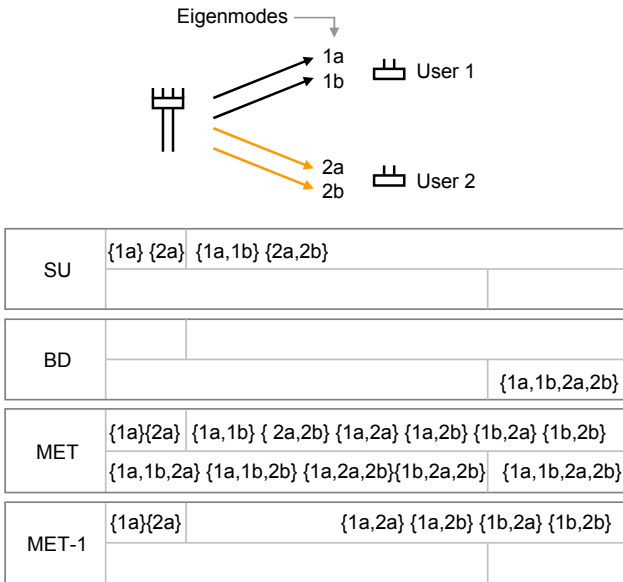 Eigenmodes
1a
1b
User 1
2a
2b
User 2
SU
{1a} {2a} {1a,1b} {2a,2b}
BD
{1a,1b,2a,2b}
MET
{1a}{2a} {1a,1b} { 2a,2b} {1a,2a} {1a,2b} {1b,2a} {1b,2b}
{1a,1b,2a} {1a,1b,2b} {1a,2a,2b}{1b,2a,2b} {1a,1b,2a,2b}
MET-1
{1a}{2a} {1a,2a} {1a,2b} {1b,2a} {1b,2b}